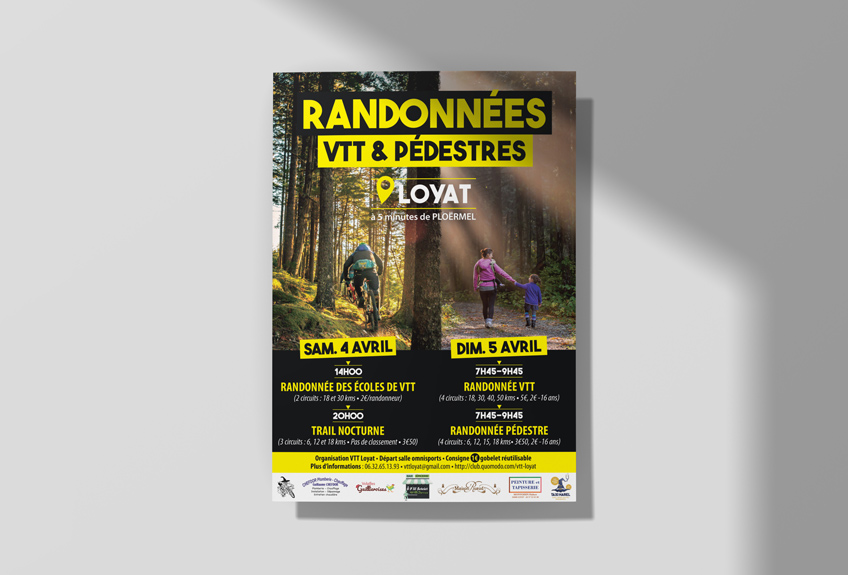 RANDONNÉES
VTT & PÉDESTRES
LOYAT
à 5 minutes de PLOËRMEL
SAM. 4 AVRIL
14H00
RANDONNÉE DES ÉCOLES DE VTT
(2 circuits : 18 et 30 kms • 2€/randonneur)
20H00
TRAIL NOCTURNE
(3 circuits : 6, 12 et 18 kms • Pas de classement • 3€50)
DIM. 5 AVRIL
7H45-9H45
RANDONNÉE VTT
(4 circuits : 18, 30, 40, 50 kms • 5€, 2€ -16 ans)
7H45-9H45
RANDONNÉE PÉDESTRE
(4 circuits : 6, 12, 15, 18 kms • 3€50, 2€ -16 ans)
Organisation VTT Loyat • Départ salle omnisports • Consigne 1€ gobelet réutilisable
Plus d'informations : 06.32.65.13.93 • vttloyat@gmail.com • http://club.quomodo.com/vtt-loyat
PEINTURE et
TAPISSERIE